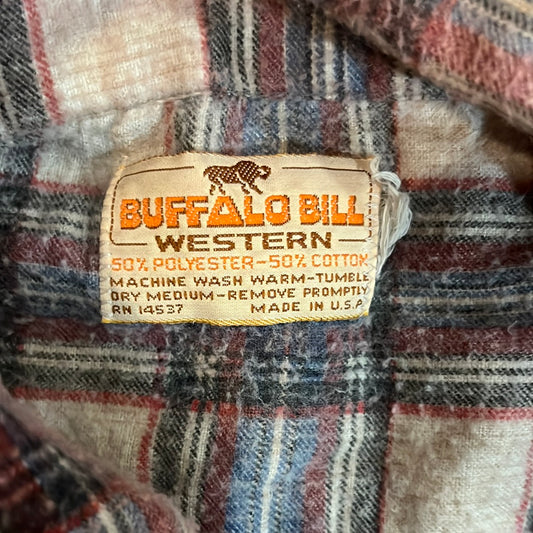 BUFFALO BILL
WESTERN
50% POLYESTER-50% COTTON
MACHINE WASH WARM-TUMBLE
DRY MEDIUM-REMOVE PROMPTLY
RN 14537 MADE IN U.S.A.